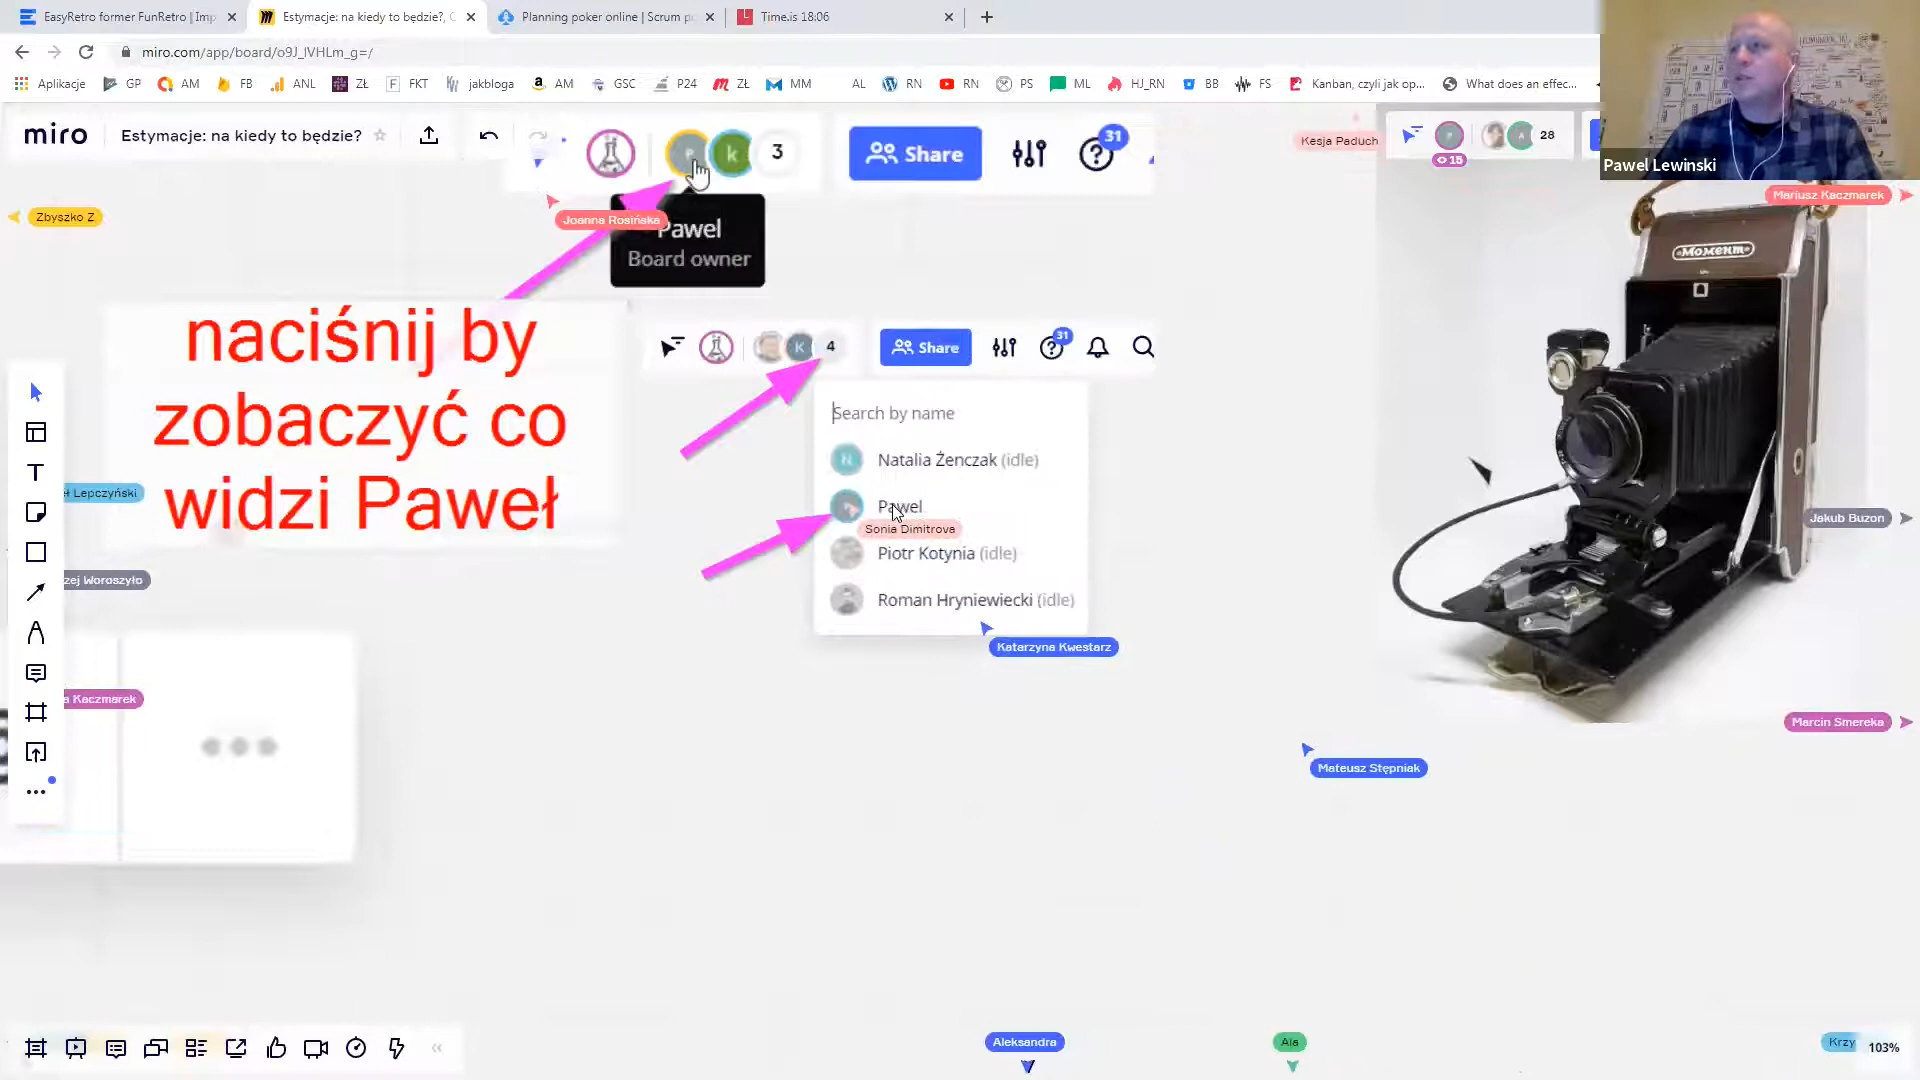 EasyRetro former FunRetro | Imp
Estymacje: na kiedy to będzie?, C
Planning poker online | Scrum p
Time.is 18:06
miro.com/app/board/o9J_lVHLm_g=/
Aplikacje GP AM FB ANL ZŁ FKT jakbloga AM GSC P24 ZŁ MM AL RN RN PS ML HJ_RN BB FS Kanban, czyli jak op... What does an effec...
miro Estymacje: na kiedy to będzie?
k 3 Share 31
Kesja Paduch
28
15
Pawel Lewinski
Mariusz Kaczmarek
Zbyszko Z
Joanna Rosińska
Pawel
Board owner
Момент
naciśnij by
zobaczyć co
widzi Paweł
K 4 Share 31
Search by name
Natalia Żenczak (idle)
Pawel
Sonia Dimitrova
Piotr Kotynia (idle)
Roman Hryniewiecki (idle)
Katarzyna Kwestarz
ł Lepczyński
Jakub Buzon
zej Woroszyło
a Kaczmarek
Marcin Smereka
Mateusz Stępniak
Aleksandra
Ala
Krzy
103%